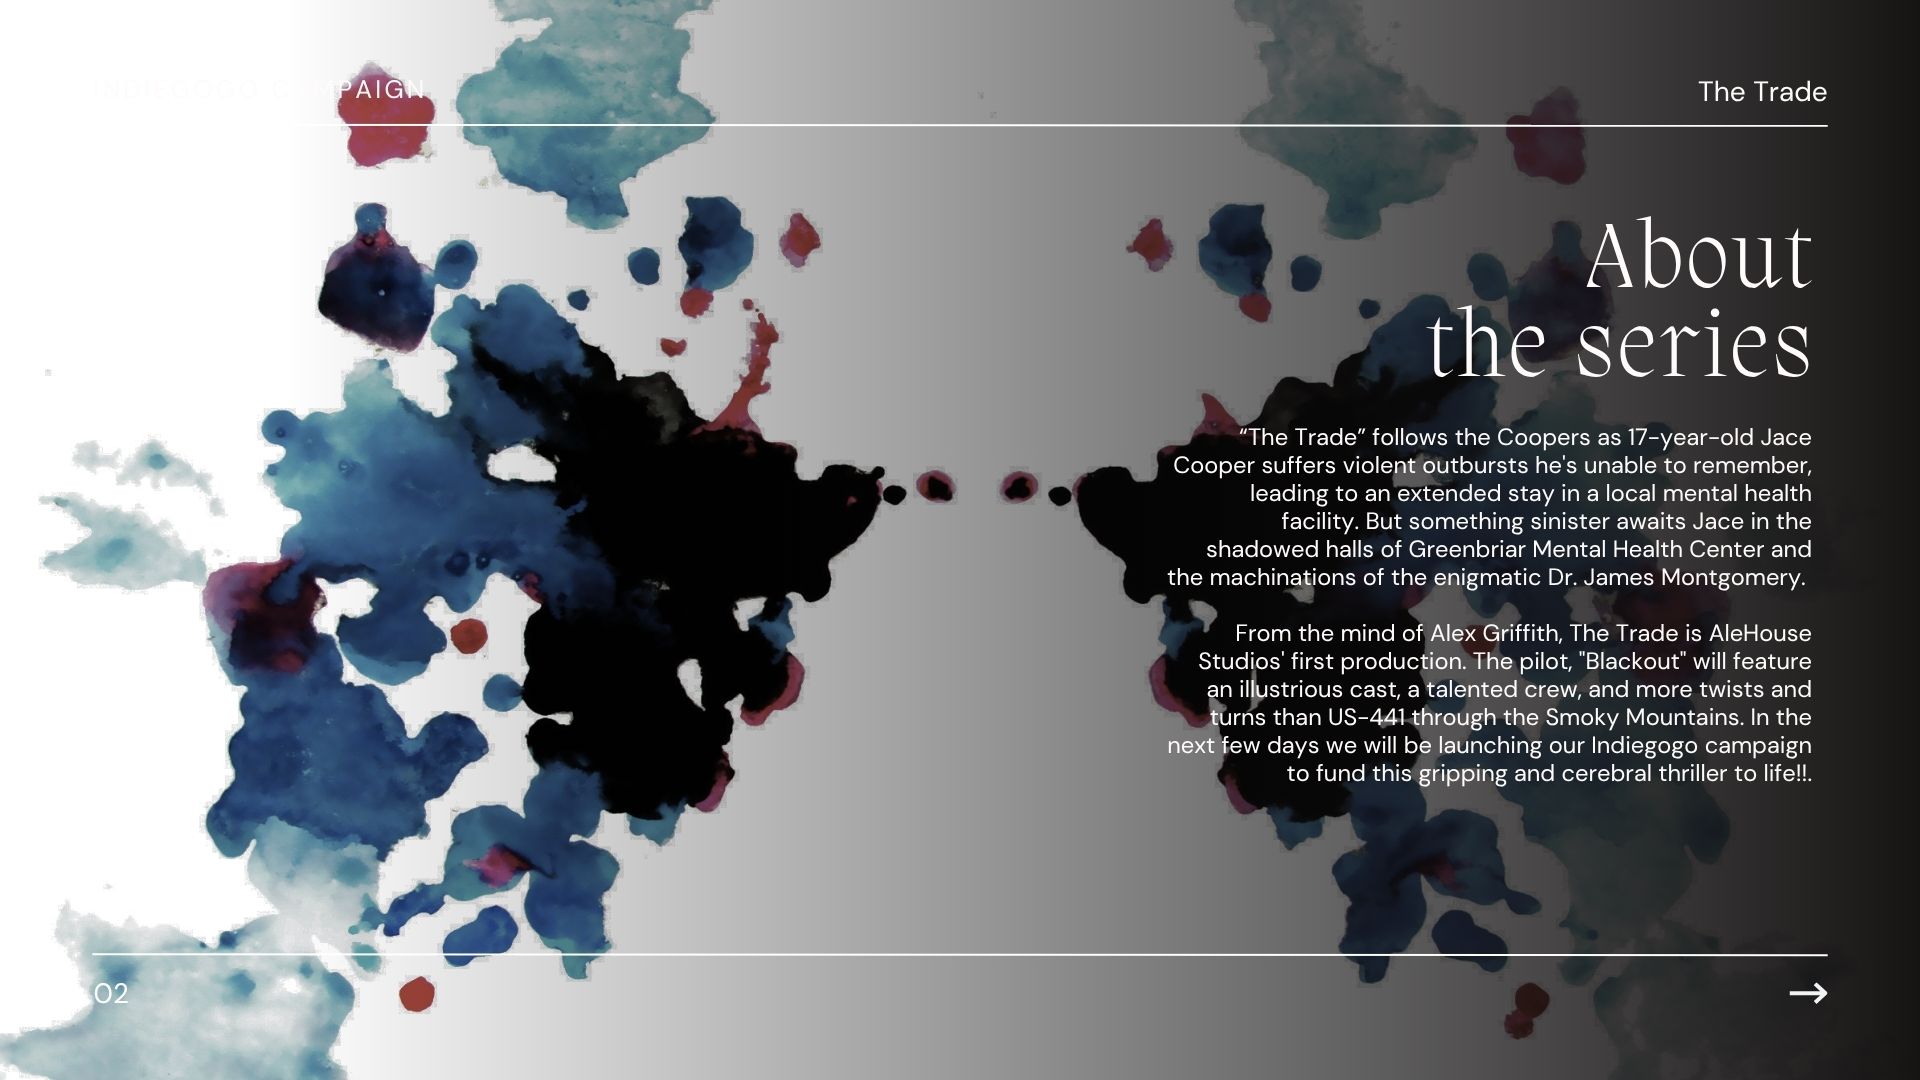 INDIEGOGO CAMPAIGN
The Trade
About
the series
“The Trade” follows the Coopers as 17-year-old Jace
Cooper suffers violent outbursts he's unable to remember,
leading to an extended stay in a local mental health
facility. But something sinister awaits Jace in the
shadowed halls of Greenbriar Mental Health Center and
the machinations of the enigmatic Dr. James Montgomery.
From the mind of Alex Griffith, The Trade is AleHouse
Studios' first production. The pilot, "Blackout" will feature
an illustrious cast, a talented crew, and more twists and
turns than US-441 through the Smoky Mountains. In the
next few days we will be launching our Indiegogo campaign
to fund this gripping and cerebral thriller to life!!.
02
→